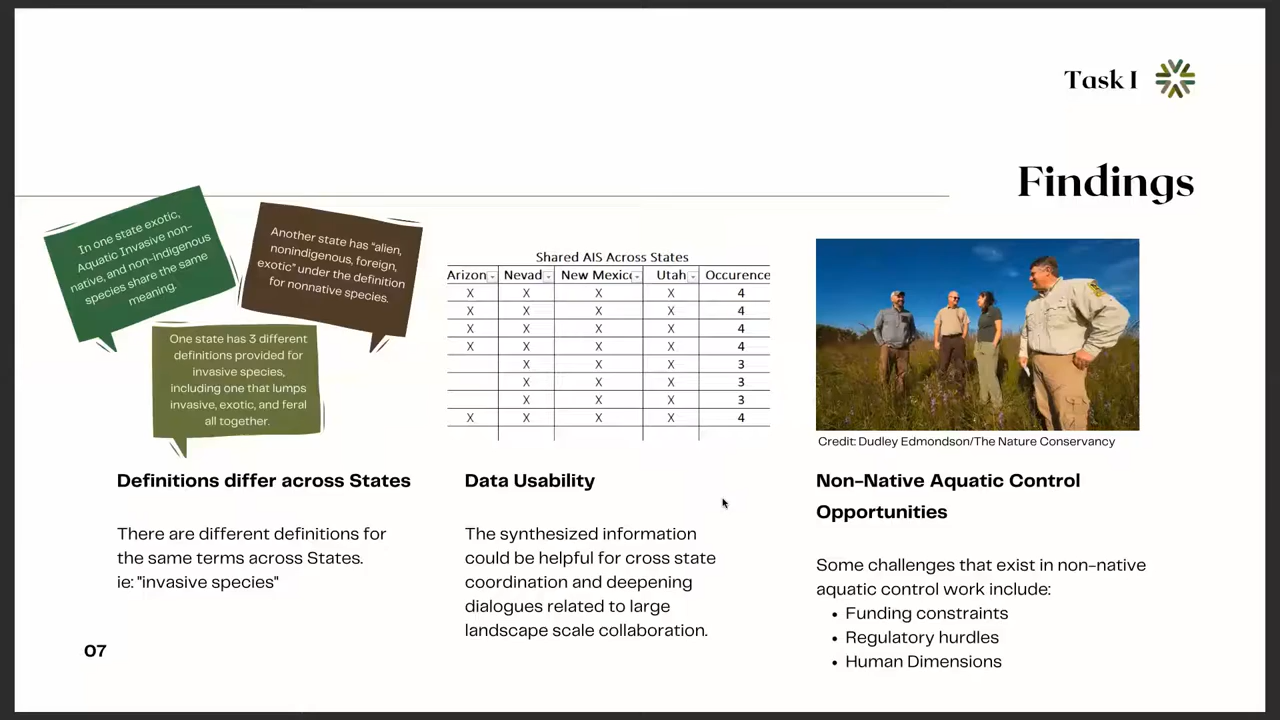 Task I
Findings
In one state exotic,
Aquatic Invasive non-
native, and non-indigenous
species share the same
meaning.
Another state has "alien,
nonindigenous, foreign,
exotic" under the definition
for nonnative species.
One state has 3 different
definitions provided for
invasive species,
including one that lumps
invasive, exotic, and feral
all together.
Definitions differ across States
There are different definitions for
the same terms across States.
ie: "invasive species"
Shared AIS Across States
Arizon Nevad New Mexic Utah Occurence
X X X X 4
X X X X 4
X X X X 4
X X X X 4
X X X 3
X X X 3
X X X 3
X X X X 4
Data Usability
The synthesized information
could be helpful for cross state
coordination and deepening
dialogues related to large
landscape scale collaboration.
Credit: Dudley Edmondson/The Nature Conservancy
Non-Native Aquatic Control
Opportunities
Some challenges that exist in non-native
aquatic control work include:
• Funding constraints
• Regulatory hurdles
• Human Dimensions
07